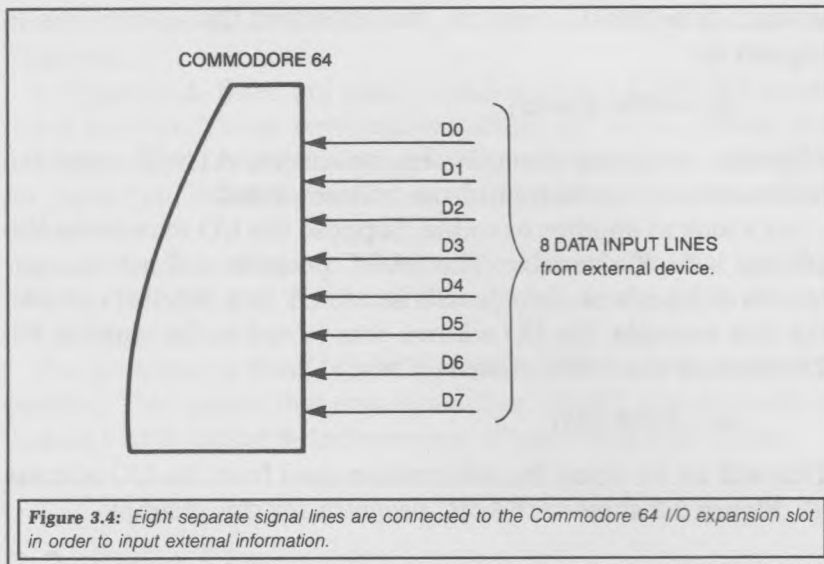 COMMODORE 64
D0
D1
D2
D3
D4
D5
D6
D7
8 DATA INPUT LINES
from external device.
Figure 3.4: Eight separate signal lines are connected to the Commodore 64 I/O expansion slot
in order to input external information.